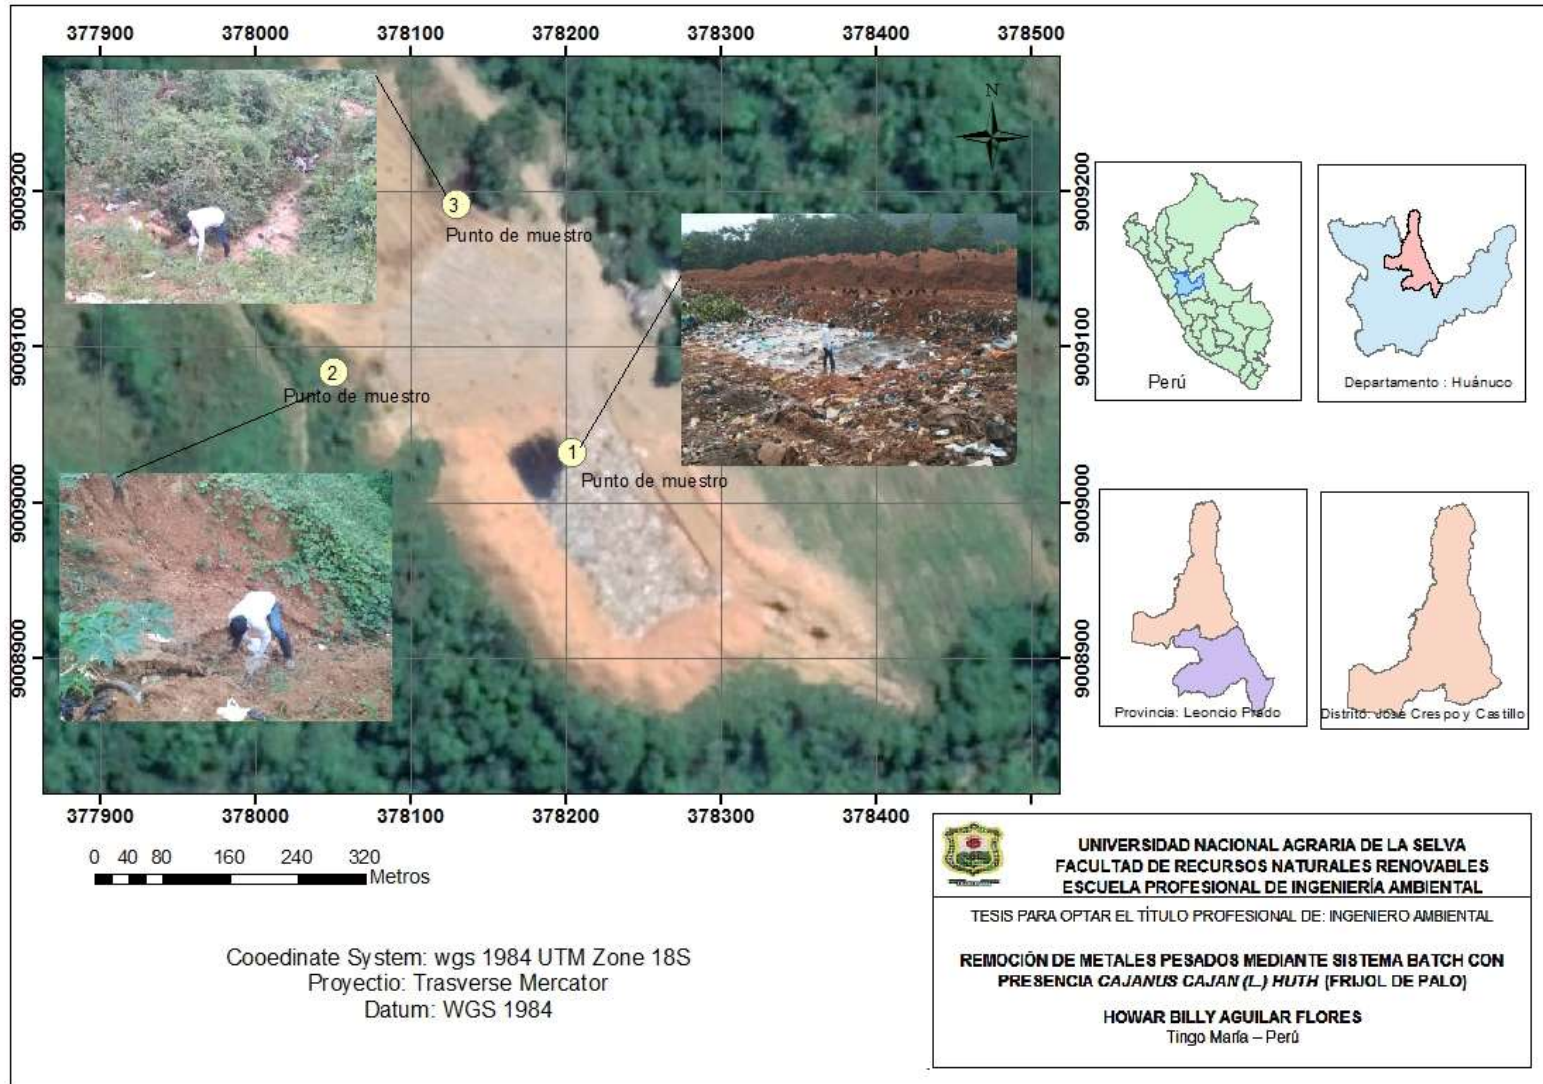 377900 378000 378100 378200 378300 378400 378500
9009200
9009100
9009000
9008900
N
3
Punto de muestro
2
Punto de muestro
1
Punto de muestro
9009200
9009100
9009000
9008900
377900 378000 378100 378200 378300 378400
0 40 80 160 240 320
Metros
Cooedinate System: wgs 1984 UTM Zone 18S
Proyectio: Trasverse Mercator
Datum: WGS 1984
Perú
Departamento : Huánuco
Provincia: Leoncio Prado
Distrito: José Crespo y Castillo
UNIVERSIDAD NACIONAL AGRARIA DE LA SELVA
FACULTAD DE RECURSOS NATURALES RENOVABLES
ESCUELA PROFESIONAL DE INGENIERÍA AMBIENTAL
TESIS PARA OPTAR EL TÍTULO PROFESIONAL DE: INGENIERO AMBIENTAL
REMOCIÓN DE METALES PESADOS MEDIANTE SISTEMA BATCH CON
PRESENCIA CAJANUS CAJAN (L.) HUTH (FRIJOL DE PALO)
HOWAR BILLY AGUILAR FLORES
Tingo María – Perú